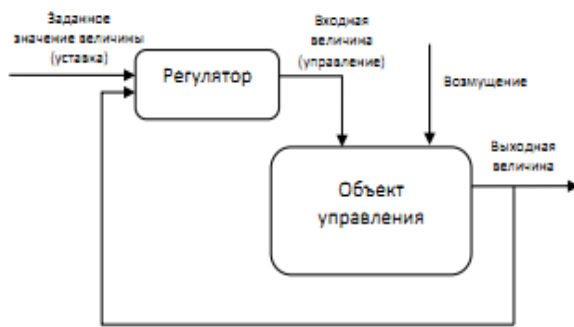 Заданное
значение величины
(уставка)
Регулятор
Входная
величина
(управление)
Возмущение
Выходная
величина
Объект
управления